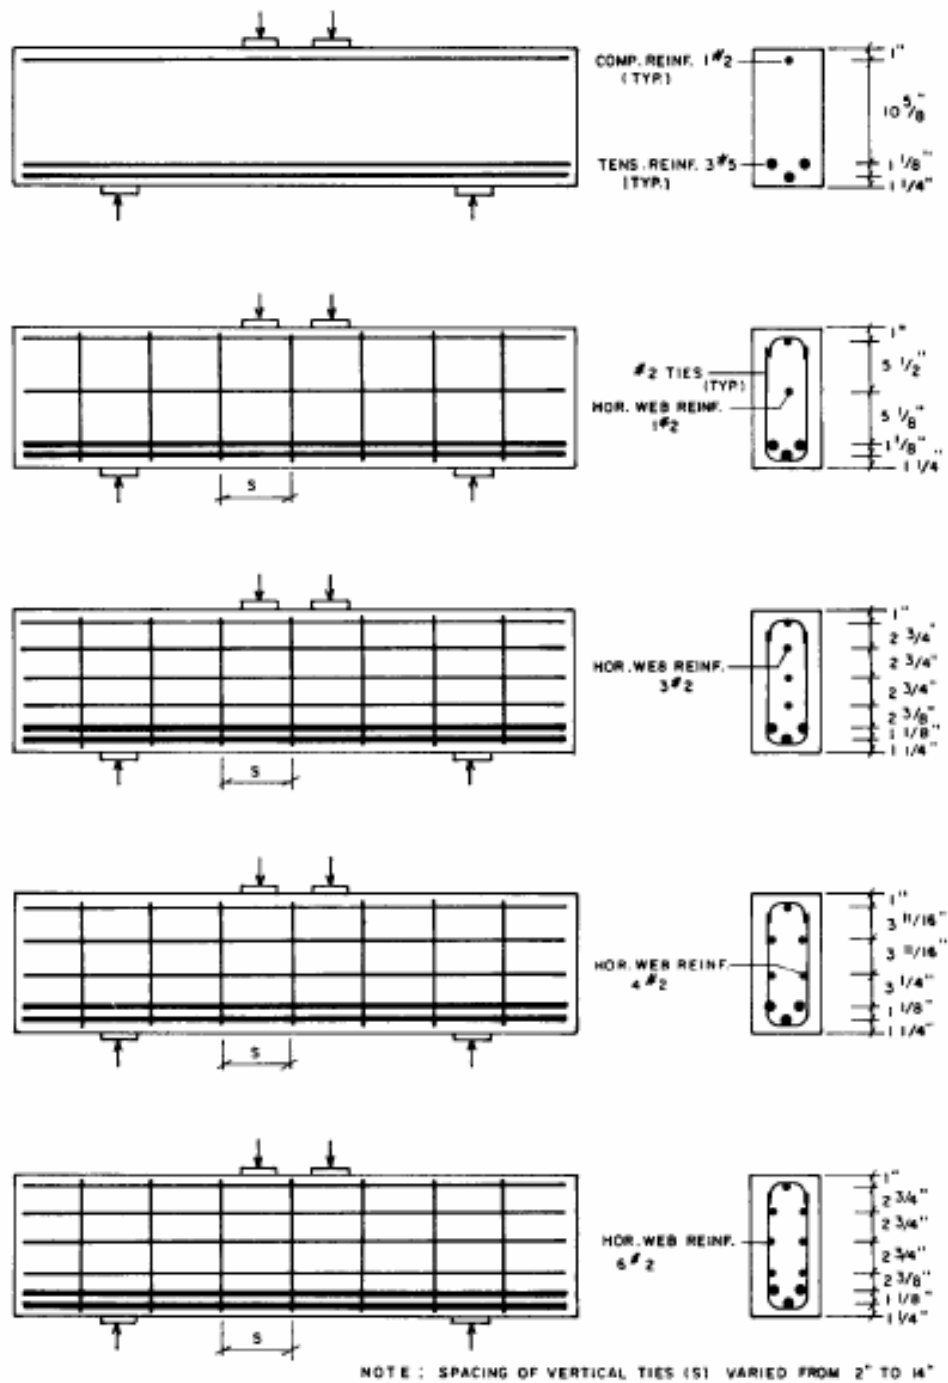 COMP. REINF. 1 #2
(TYP.)
1"
10 5/8"
TENS. REINF. 3 #5
(TYP.)
1 1/8"
1 1/4"
1"
5 1/2"
#2 TIES
(TYP.)
HOR. WEB REINF.
1#2
5 1/8"
1 1/8"
1 1/4"
S
1"
2 3/4"
HOR. WEB REINF.
3 #2
2 3/4"
2 3/4"
2 3/8"
1 1/8"
1 1/4"
S
1"
3 11/16"
3 11/16"
HOR. WEB REINF.
4 #2
3 1/4"
1 1/8"
1 1/4"
S
1"
2 3/4"
2 3/4"
HOR. WEB REINF.
6 #2
2 3/4"
2 3/8"
1 1/8"
1 1/4"
S
NOTE : SPACING OF VERTICAL TIES (S) VARIED FROM 2" TO 14"